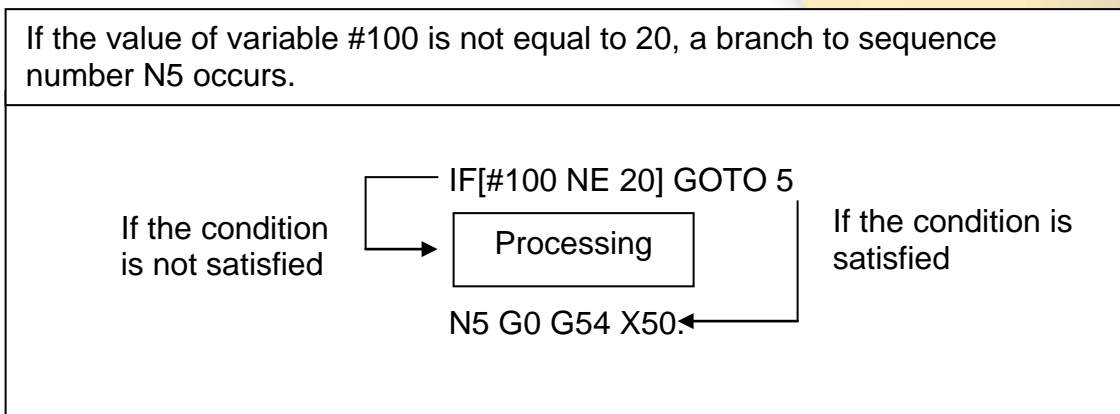 If the value of variable #100 is not equal to 20, a branch to sequence
number N5 occurs.
IF[#100 NE 20] GOTO 5
If the condition
is not satisfied
Processing
If the condition is
satisfied
N5 G0 G54 X50.